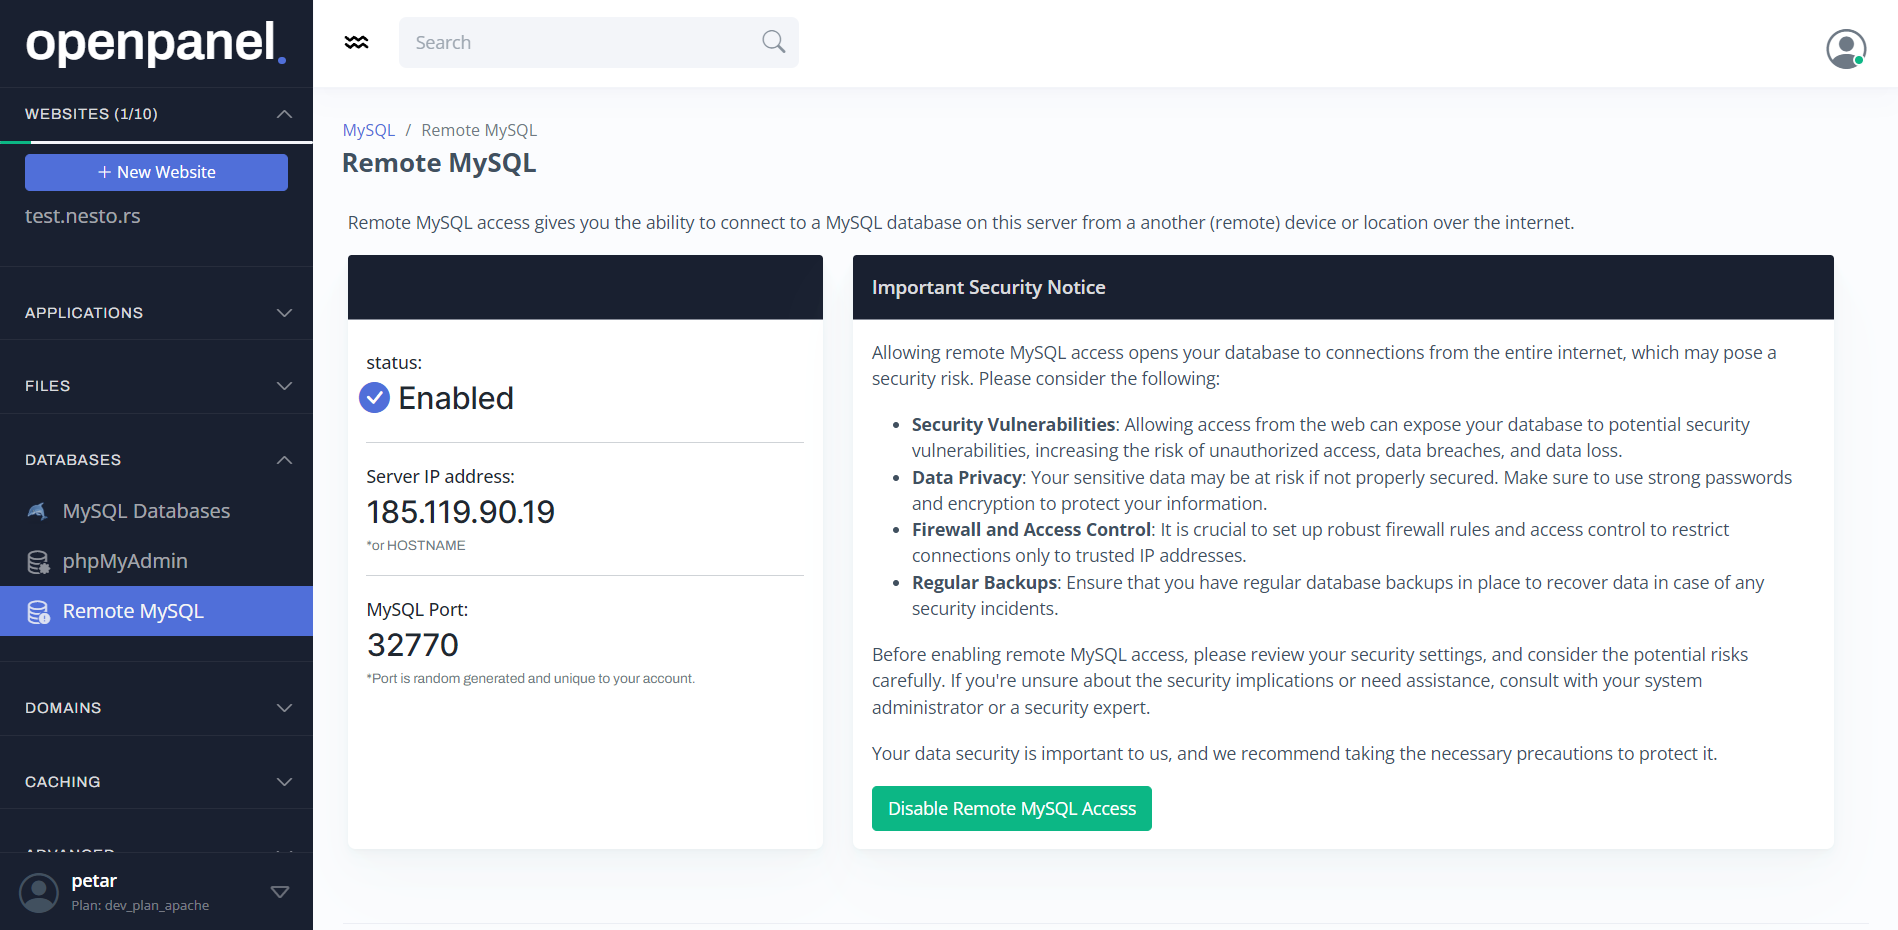 openpanel.
Search
WEBSITES (1/10)
+ New Website
test.nesto.rs
APPLICATIONS
FILES
DATABASES
MySQL Databases
phpMyAdmin
Remote MySQL
DOMAINS
CACHING
ADVANCED
petar
Plan: dev_plan_apache
MySQL / Remote MySQL
Remote MySQL
Remote MySQL access gives you the ability to connect to a MySQL database on this server from a another (remote) device or location over the internet.
status:
Enabled
Server IP address:
185.119.90.19
*or HOSTNAME
MySQL Port:
32770
*Port is random generated and unique to your account.
Important Security Notice
Allowing remote MySQL access opens your database to connections from the entire internet, which may pose a
security risk. Please consider the following:
• Security Vulnerabilities: Allowing access from the web can expose your database to potential security
vulnerabilities, increasing the risk of unauthorized access, data breaches, and data loss.
• Data Privacy: Your sensitive data may be at risk if not properly secured. Make sure to use strong passwords
and encryption to protect your information.
• Firewall and Access Control: It is crucial to set up robust firewall rules and access control to restrict
connections only to trusted IP addresses.
• Regular Backups: Ensure that you have regular database backups in place to recover data in case of any
security incidents.
Before enabling remote MySQL access, please review your security settings, and consider the potential risks
carefully. If you're unsure about the security implications or need assistance, consult with your system
administrator or a security expert.
Your data security is important to us, and we recommend taking the necessary precautions to protect it.
Disable Remote MySQL Access